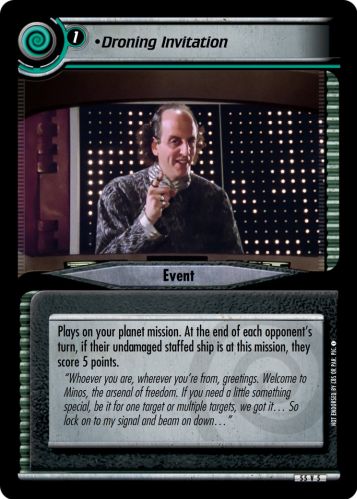 1
•Droning Invitation
Event
Plays on your planet mission. At the end of each opponent's
turn, if their undamaged staffed ship is at this mission, they
score 5 points.
"Whoever you are, wherever you're from, greetings. Welcome to
Minos, the arsenal of freedom. If you need a little something
special, be it for one target or multiple targets, we got it… So
lock on to my signal and beam on down…"
NOT ENDORSED BY CBS OR PAR. PIC.
55 V 5